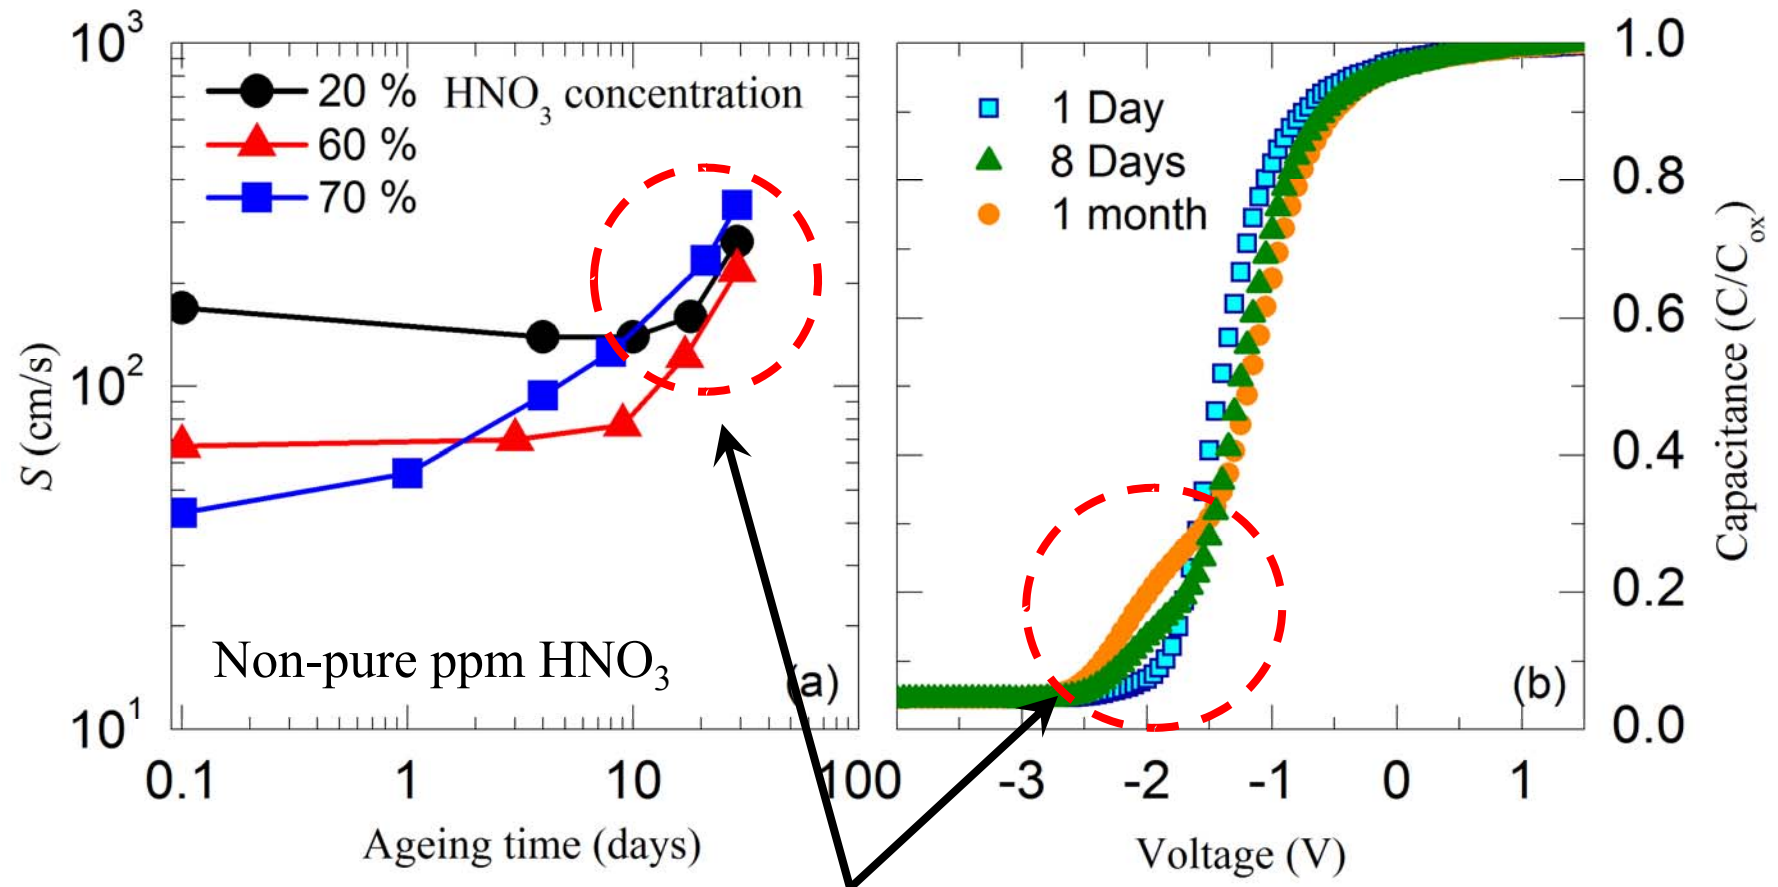 10³
10²
10¹
S (cm/s)
20 %
60 %
70 %
HNO₃ concentration
Non-pure ppm HNO₃
(a)
0.1 1 10 100
Ageing time (days)
1 Day
8 Days
1 month
(b)
-3 -2 -1 0 1
Voltage (V)
1.0
0.8
0.6
0.4
0.2
0.0
Capacitance (C/Cₒₓ)